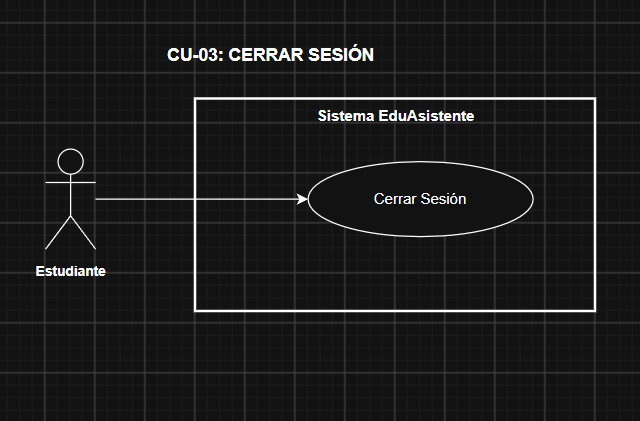 CU-03: CERRAR SESIÓN
Sistema EduAsistente
Cerrar Sesión
Estudiante